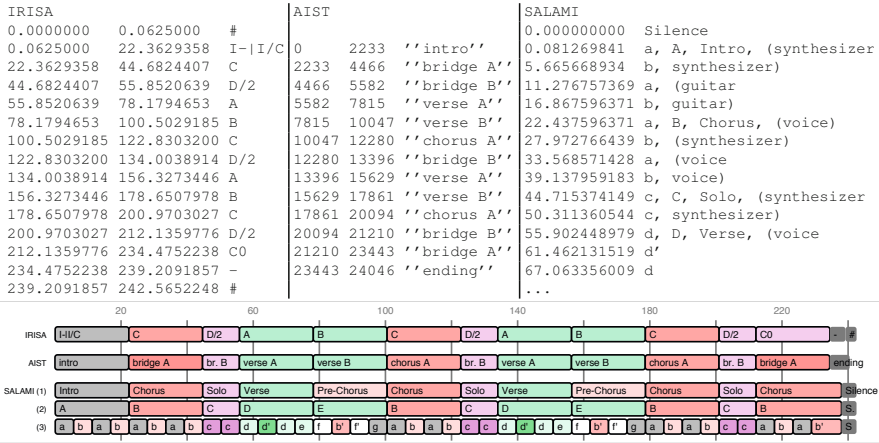 IRISA AIST SALAMI
0.0000000 0.0625000 # 0.000000000 Silence
0.0625000 22.3629358 I-|I/C 0 2233 ''intro'' 0.081269841 a, A, Intro, (synthesizer
22.3629358 44.6824407 C 2233 4466 ''bridge A'' 5.665668934 b, synthesizer)
44.6824407 55.8520639 D/2 4466 5582 ''bridge B'' 11.276757369 a, (guitar
55.8520639 78.1794653 A 5582 7815 ''verse A'' 16.867596371 b, guitar)
78.1794653 100.5029185 B 7815 10047 ''verse B'' 22.437596371 a, B, Chorus, (voice)
100.5029185 122.8303200 C 10047 12280 ''chorus A'' 27.972766439 b, (synthesizer)
122.8303200 134.0038914 D/2 12280 13396 ''bridge B'' 33.568571428 a, (voice
134.0038914 156.3273446 A 13396 15629 ''verse A'' 39.137959183 b, voice)
156.3273446 178.6507978 B 15629 17861 ''verse B'' 44.715374149 c, C, Solo, (synthesizer
178.6507978 200.9703027 C 17861 20094 ''chorus A'' 50.311360544 c, synthesizer)
200.9703027 212.1359776 D/2 20094 21210 ''bridge B'' 55.902448979 d, D, Verse, (voice
212.1359776 234.4752238 C0 21210 23443 ''bridge A'' 61.462131519 d'
234.4752238 239.2091857 - 23443 24046 ''ending'' 67.063356009 d
239.2091857 242.5652248 # ...
20 60 100 140 180 220
IRISA I-II/C C D/2 A B C D/2 A B C D/2 C0 - #
AIST intro bridge A br. B verse A verse B chorus A br. B verse A verse B chorus A br. B bridge A ending
SALAMI (1) Intro Chorus Solo Verse Pre-Chorus Chorus Solo Verse Pre-Chorus Chorus Solo Chorus Silence
(2) A B C D E B C D E B C B S.
(3) a b a b a b a b c c d d' d e f b' f' g a b a b c c d d' d e f b' f' g a b a b c c a b a b' S